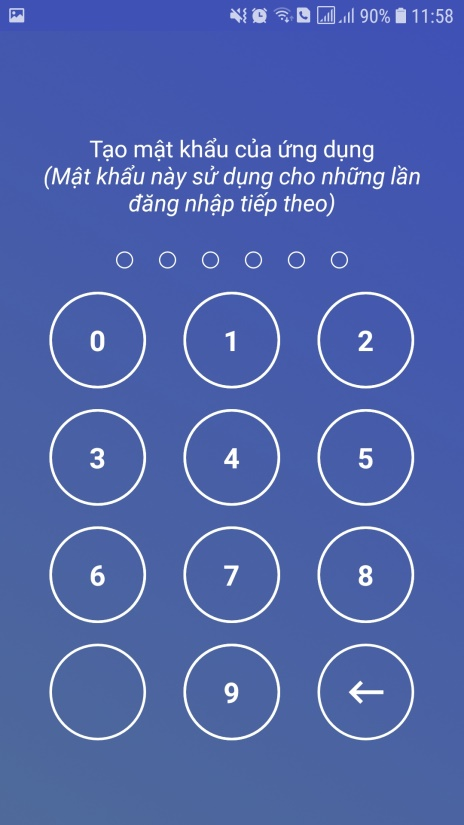 90% 11:58
Tạo mật khẩu của ứng dụng
(Mật khẩu này sử dụng cho những lần
đăng nhập tiếp theo)
0 1 2
3 4 5
6 7 8
9